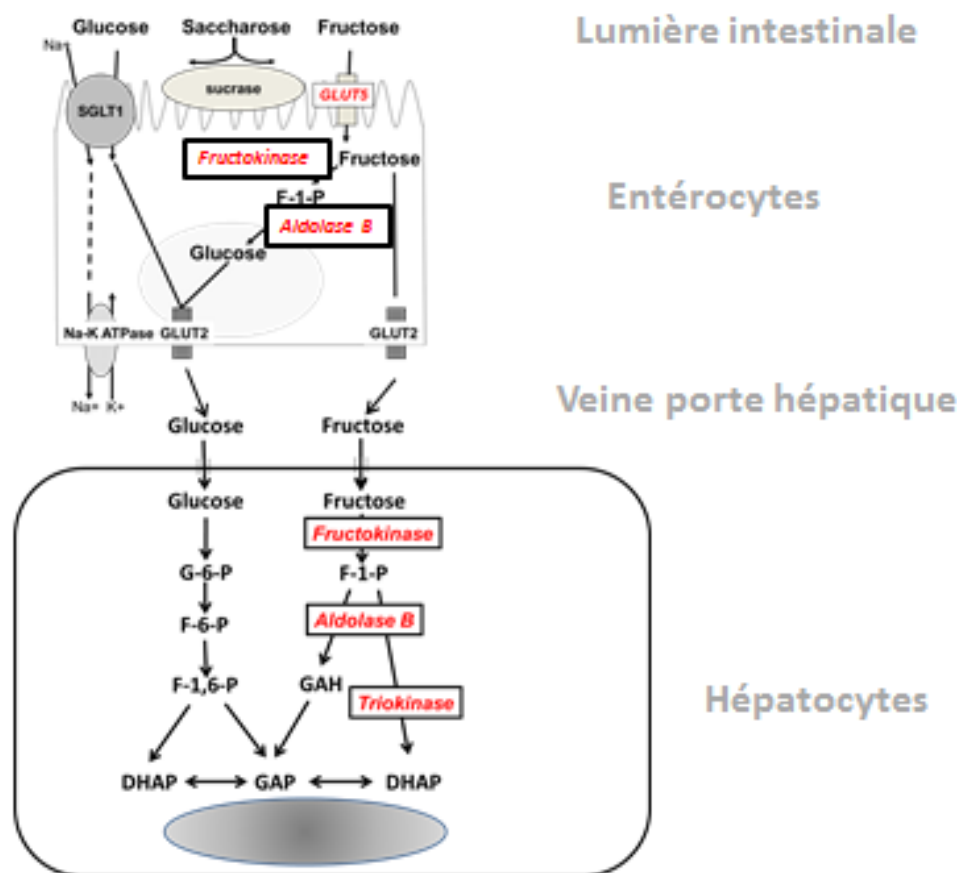 Glucose Saccharose Fructose
Lumière intestinale
Na+
sucrase
GLUT5
SGLT1
Fructokinase
Fructose
F-1-P
Entérocytes
Aldolase B
Glucose
Na-K ATPase GLUT2 GLUT2
Na+ K+
Veine porte hépatique
Glucose Fructose
Glucose Fructose
Fructokinase
G-6-P F-1-P
F-6-P Aldolase B
F-1,6-P GAH Triokinase
Hépatocytes
DHAP GAP DHAP